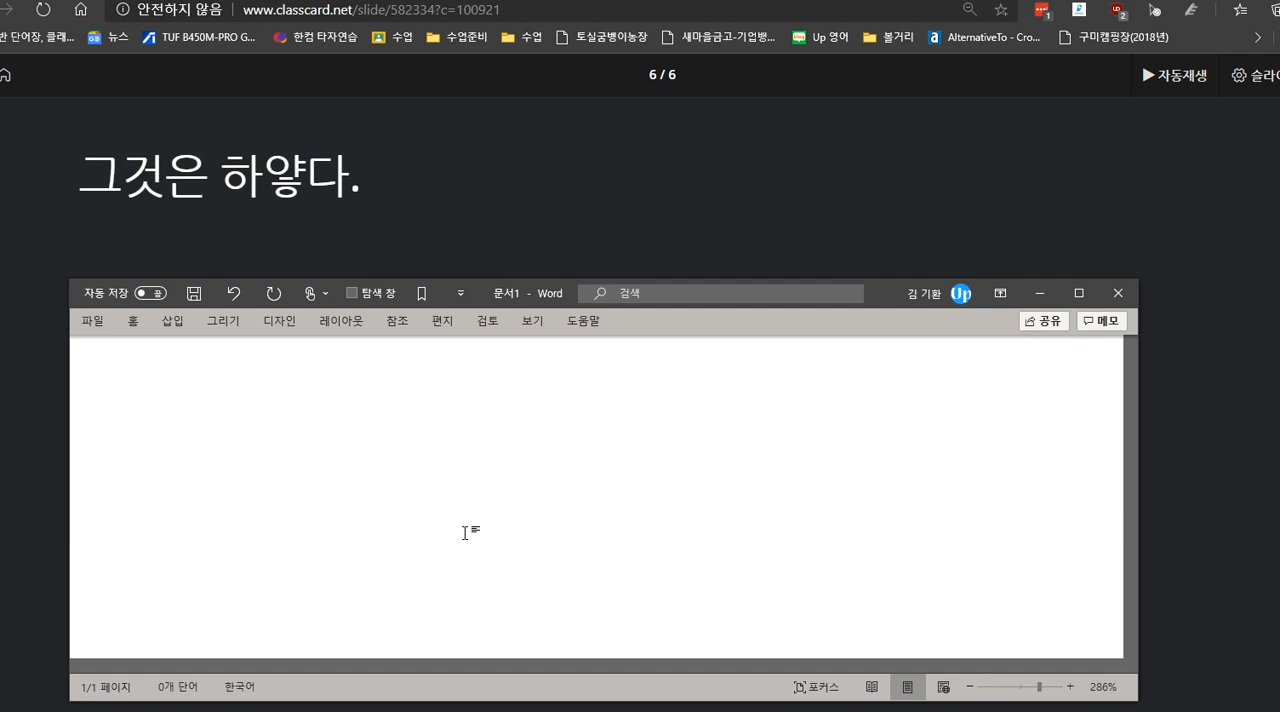 안전하지 않음 | www.classcard.net/slide/582334?c=100921
1 2
반 단어장, 클래... 뉴스 TUF B450M-PRO G... 한컴 타자연습 수업 수업준비 수업 토실굼벵이농장 새마을금고-기업뱅... Up 영어 볼거리 AlternativeTo - Cro... 구미캠핑장(2018년)
6 / 6 자동재생 슬라이
그것은 하얗다.
자동 저장 끔 탐색 창 문서1 - Word 검색 김 기환 Up
파일 홈 삽입 그리기 디자인 레이아웃 참조 편지 검토 보기 도움말 공유 메모
1/1 페이지 0개 단어 한국어 포커스 286%